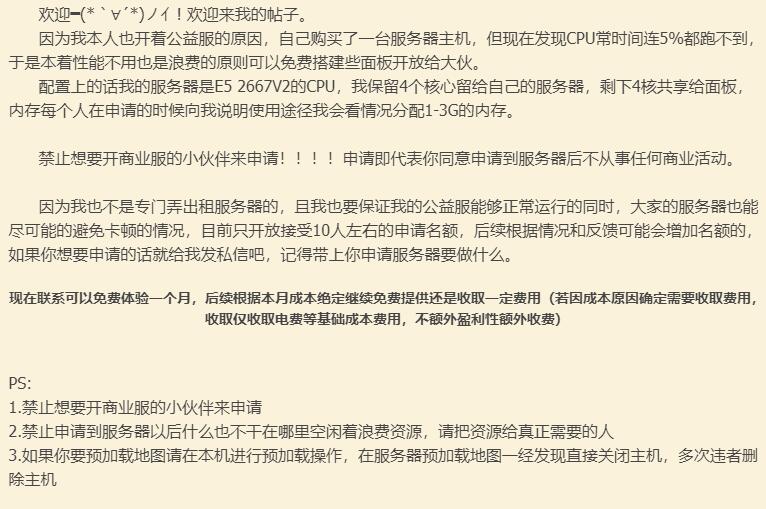 欢迎━(*｀∀´*)ノ亻!欢迎来我的帖子。
因为我本人也开着公益服的原因，自己购买了一台服务器主机，但现在发现CPU常时间连5%都跑不到，
于是本着性能不用也是浪费的原则可以免费搭建些面板开放给大伙。
配置上的话我的服务器是E5 2667V2的CPU，我保留4个核心留给自己的服务器，剩下4核共享给面板，
内存每个人在申请的时候向我说明使用途径我会看情况分配1-3G的内存。
禁止想要开商业服的小伙伴来申请！！！！申请即代表你同意申请到服务器后不从事任何商业活动。
因为我也不是专门弄出租服务器的，且我也要保证我的公益服能够正常运行的同时，大家的服务器也能
尽可能的避免卡顿的情况，目前只开放接受10人左右的申请名额，后续根据情况和反馈可能会增加名额的，
如果你想要申请的话就给我发私信吧，记得带上你申请服务器要做什么。
现在联系可以免费体验一个月，后续根据本月成本绝定继续免费提供还是收取一定费用（若因成本原因确定需要收取费用，
收取仅收取电费等基础成本费用，不额外盈利性额外收费）
PS:
1.禁止想要开商业服的小伙伴来申请
2.禁止申请到服务器以后什么也不干在哪里空闲着浪费资源，请把资源给真正需要的人
3.如果你要预加载地图请在本机进行预加载操作，在服务器预加载地图一经发现直接关闭主机，多次违者删
除主机